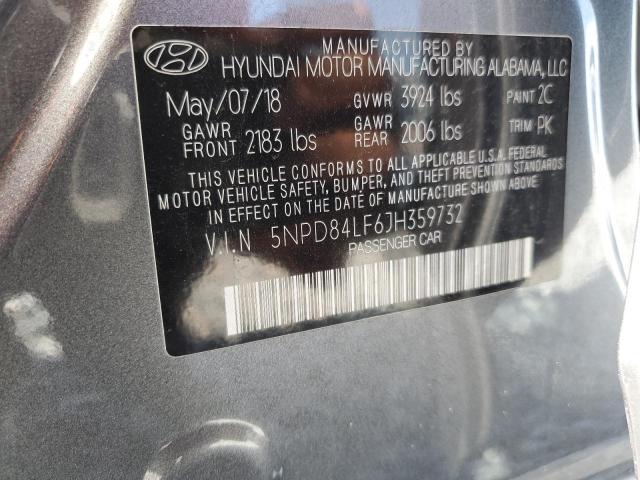 MANUFACTURED BY
HYUNDAI MOTOR MANUFACTURING ALABAMA, LLC
May/07/18 GVWR 3924 lbs PAINT 2C
GAWR FRONT 2183 lbs GAWR REAR 2006 lbs TRIM PK
THIS VEHICLE CONFORMS TO ALL APPLICABLE U.S.A. FEDERAL
MOTOR VEHICLE SAFETY, BUMPER, AND THEFT PREVENTION STANDARDS
IN EFFECT ON THE DATE OF MANUFACTURE SHOWN ABOVE.
V.I.N 5NPD84LF6JH359732
PASSENGER CAR